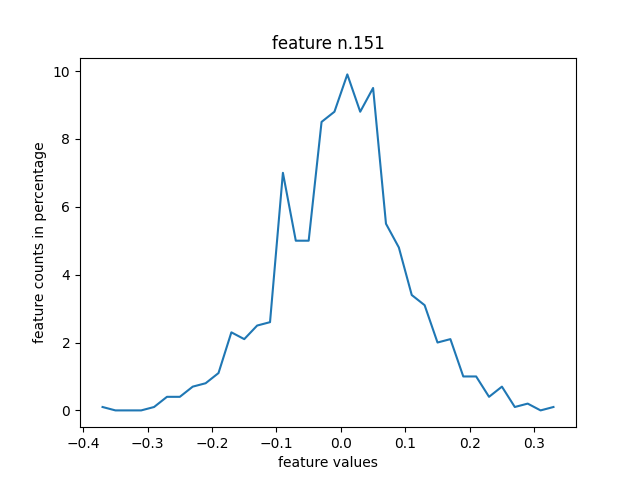 feature n.151
feature counts in percentage
10
8
6
4
2
0
−0.4 −0.3 −0.2 −0.1 0.0 0.1 0.2 0.3
feature values